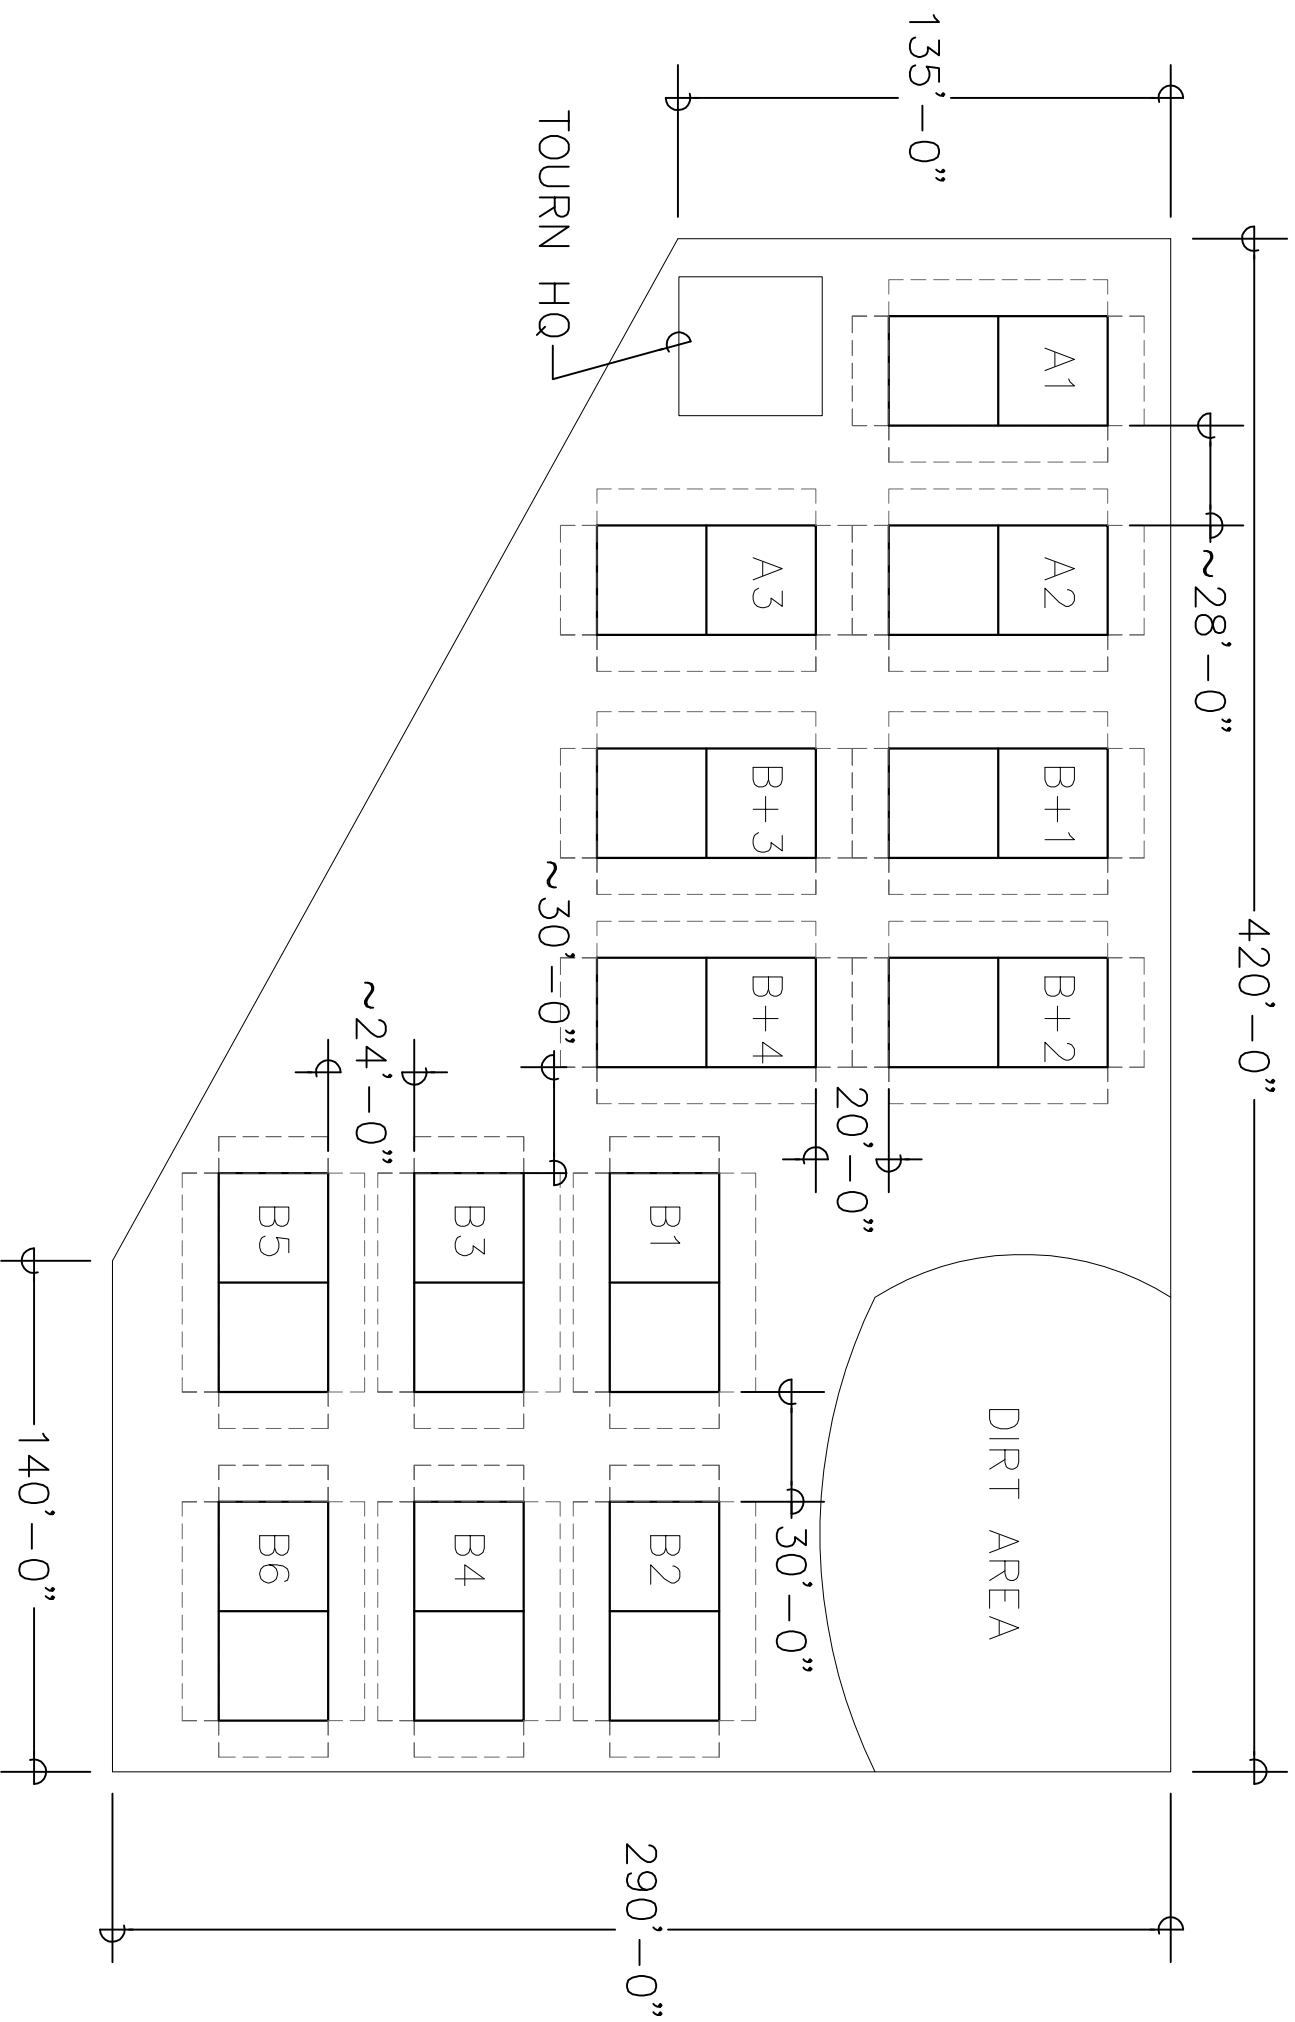 420'-0"
~28'-0"
135'-0"
A1
A2
B+1
B+2
DIRT AREA
20'-0"
A3
B+3
B+4
30'-0"
TOURN HQ
~30'-0"
B1
B2
290'-0"
B3
B4
~24'-0"
B5
B6
140'-0"